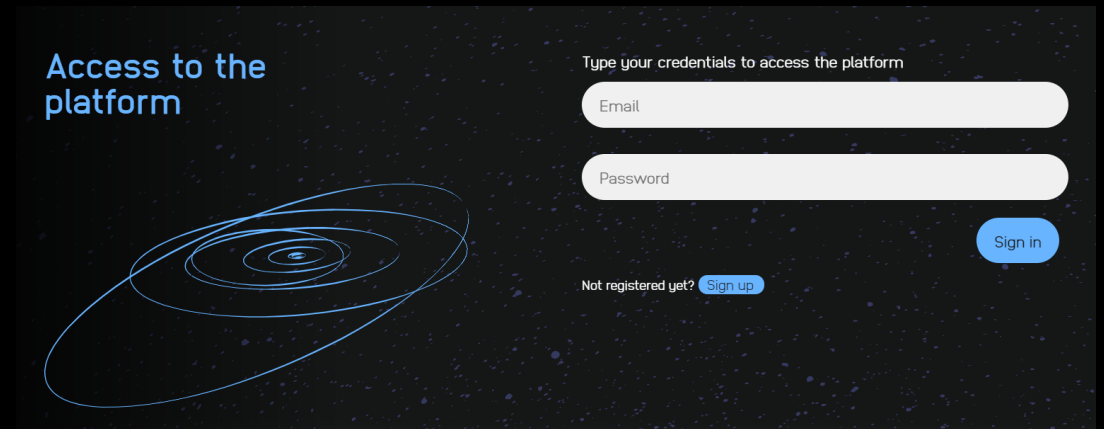 Access to the
platform
Type your credentials to access the platform
Email
Password
Sign in
Not registered yet? Sign up